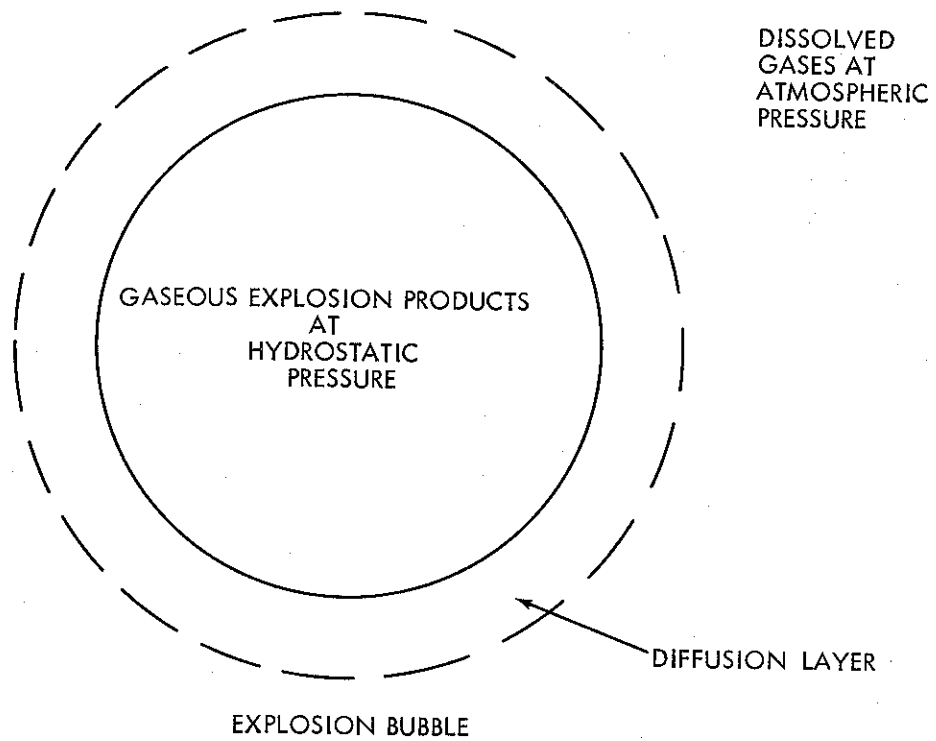 DISSOLVED
GASES AT
ATMOSPHERIC
PRESSURE
GASEOUS EXPLOSION PRODUCTS
AT
HYDROSTATIC
PRESSURE
DIFFUSION LAYER
EXPLOSION BUBBLE